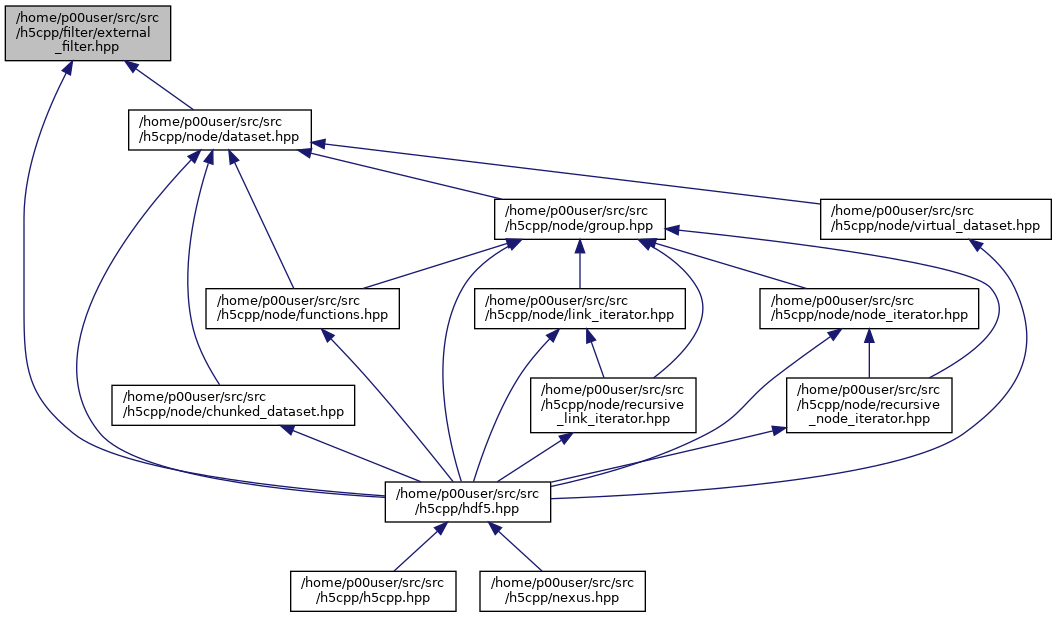 /home/p00user/src/src
/h5cpp/filter/external
_filter.hpp
/home/p00user/src/src
/h5cpp/node/dataset.hpp
/home/p00user/src/src
/h5cpp/node/group.hpp
/home/p00user/src/src
/h5cpp/node/virtual_dataset.hpp
/home/p00user/src/src
/h5cpp/node/functions.hpp
/home/p00user/src/src
/h5cpp/node/link_iterator.hpp
/home/p00user/src/src
/h5cpp/node/node_iterator.hpp
/home/p00user/src/src
/h5cpp/node/chunked_dataset.hpp
/home/p00user/src/src
/h5cpp/node/recursive
_link_iterator.hpp
/home/p00user/src/src
/h5cpp/node/recursive
_node_iterator.hpp
/home/p00user/src/src
/h5cpp/hdf5.hpp
/home/p00user/src/src
/h5cpp/h5cpp.hpp
/home/p00user/src/src
/h5cpp/nexus.hpp